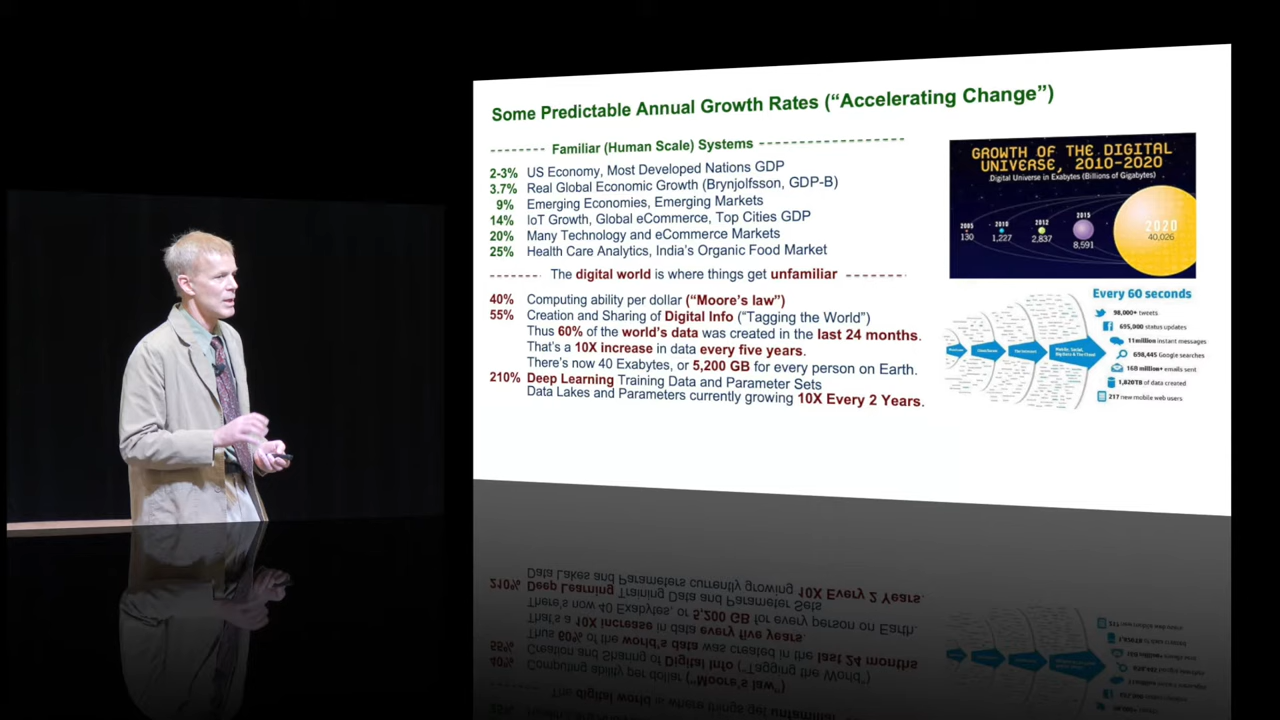 Some Predictable Annual Growth Rates (“Accelerating Change”)
Familiar (Human Scale) Systems
2-3% US Economy, Most Developed Nations GDP
3.7% Real Global Economic Growth (Brynjolfsson, GDP-B)
9% Emerging Economies, Emerging Markets
14% IoT Growth, Global eCommerce, Top Cities GDP
20% Many Technology and eCommerce Markets
25% Health Care Analytics, India’s Organic Food Market
The digital world is where things get unfamiliar
40% Computing ability per dollar (“Moore’s law”)
55% Creation and Sharing of Digital Info (“Tagging the World”)
Thus 60% of the world’s data was created in the last 24 months.
That’s a 10X increase in data every five years.
There’s now 40 Exabytes, or 5,200 GB for every person on Earth.
210% Deep Learning Training Data and Parameter Sets
Data Lakes and Parameters currently growing 10X Every 2 Years.
GROWTH OF THE DIGITAL
UNIVERSE, 2010-2020
Digital Universe in Exabytes (Billions of Gigabytes)
2005
130
2010
1,227
2012
2,837
2015
8,591
2020
40,026
Every 60 seconds
98,000+ tweets
695,000 status updates
11million instant messages
698,445 Google searches
168 million+ emails sent
1,820TB of data created
217 new mobile web users